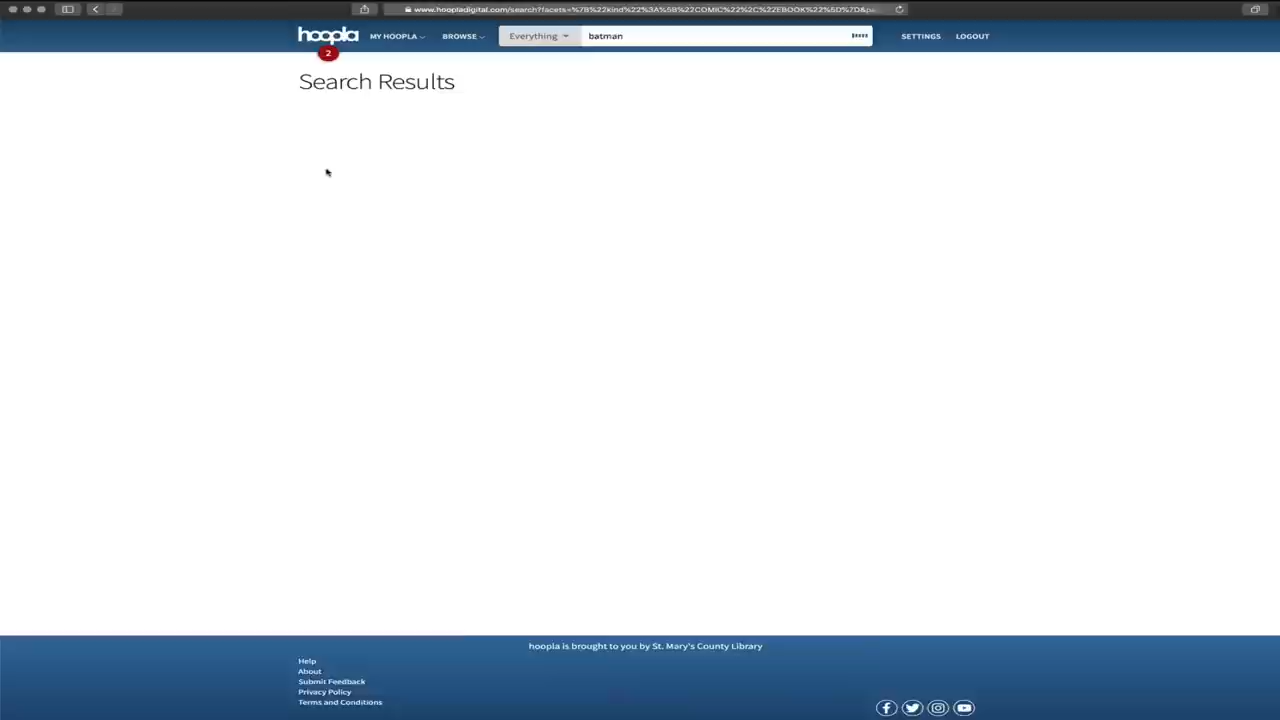 www.hoopladigital.com/search?facets=%7B%22kind%22%3A%5B%22COMIC%22%2C%22EBOOK%22%5D%7D&p
hoopla
2
MY HOOPLA
BROWSE
Everything
batman
SETTINGS
LOGOUT
Search Results
hoopla is brought to you by St. Mary's County Library
Help
About
Submit Feedback
Privacy Policy
Terms and Conditions